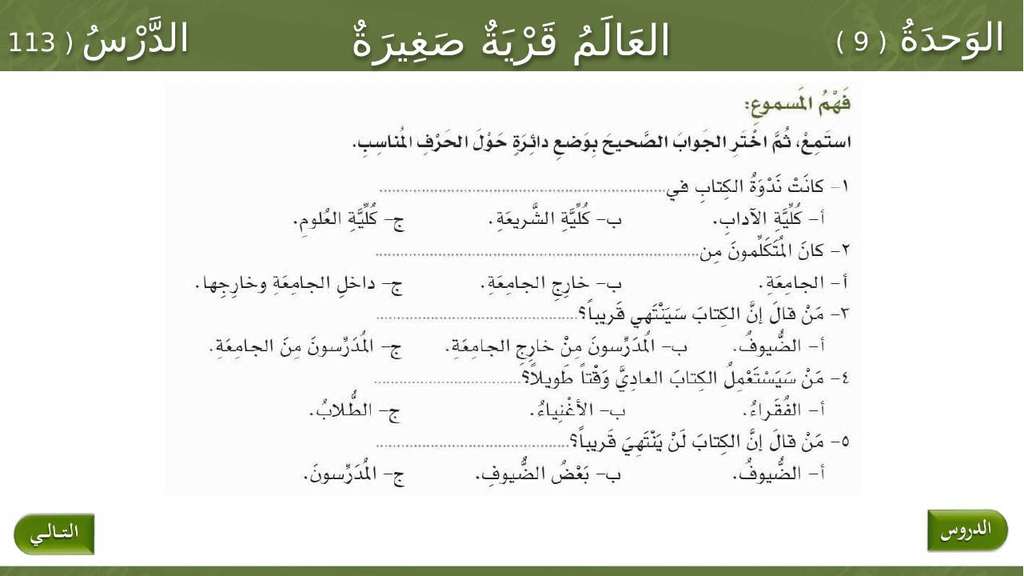 الوَحدَةُ ( 9 )
العَالَمُ قَرْيَةٌ صَغِيرَةٌ
الدَّرْسُ ( 113
فَهْمُ المَسموعِ:
استَمِعْ، ثُمَّ اخْتَرِ الجَوابَ الصَّحيحَ بِوَضعِ دائِرَةٍ حَوْلَ الحَرْفِ المُناسِبِ.
١- كانَتْ نَدْوَةُ الكِتابِ في....................
أ- كُلِّيَّةِ الآدابِ. ب- كُلِّيَّةِ الشَّريعَةِ. ج- كُلِّيَّةِ العُلومِ.
٢- كانَ المُتَكَلِّمونَ مِن....................
أ- الجامِعَةِ. ب- خارِجِ الجامِعَةِ. ج- داخلِ الجامِعَةِ وخارِجِها.
٣- مَنْ قالَ إنَّ الكِتابَ سَيَنْتَهي قَريباً؟....................
أ- الضُّيوفُ. ب- المُدَرِّسونَ مِنْ خارِجِ الجامِعَةِ. ج- المُدَرِّسونَ مِنَ الجامِعَةِ.
٤- مَنْ سَيَسْتَعْمِلُ الكِتابَ العادِيَّ وَقْتاً طَويلاً؟....................
أ- الفُقَراءُ. ب- الأغْنِياءُ. ج- الطُّلابُ.
٥- مَنْ قالَ إنَّ الكِتابَ لَنْ يَنْتَهِيَ قَريباً؟....................
أ- الضُّيوفُ. ب- بَعْضُ الضُّيوفِ. ج- المُدَرِّسونَ.
الدروس
التـالـي